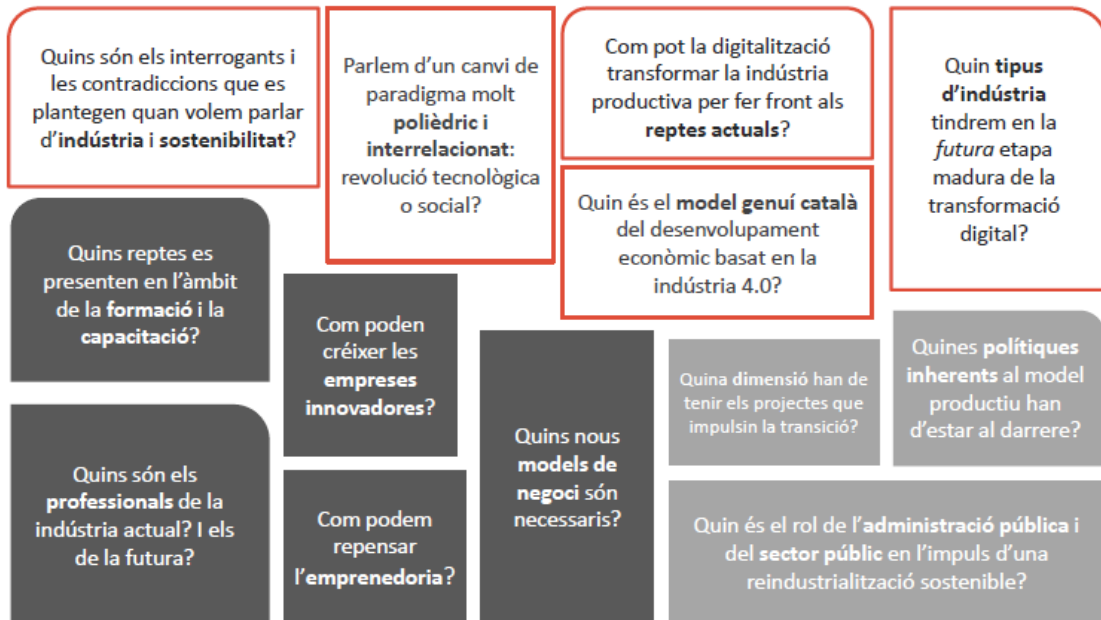 Quins són els interrogants i
les contradiccions que es
plantegen quan volem parlar
d'indústria i sostenibilitat?
Parlem d'un canvi de
paradigma molt
polièdric i
interrelacionat:
revolució tecnològica
o social?
Com pot la digitalització
transformar la indústria
productiva per fer front als
reptes actuals?
Quin tipus
d'indústria
tindrem en la
futura etapa
madura de la
transformació
digital?
Quin és el model genuí català
del desenvolupament
econòmic basat en la
indústria 4.0?
Quins reptes es
presenten en l'àmbit
de la formació i la
capacitació?
Com poden
créixer les
empreses
innovadores?
Quins nous
models de
negoci són
necessaris?
Quina dimensió han de
tenir els projectes que
impulsin la transició?
Quines polítiques
inherents al model
productiu han
d'estar al darrere?
Quins són els
professionals de la
indústria actual? I els
de la futura?
Com podem
repensar
l'emprenedoria?
Quin és el rol de l'administració pública i
del sector públic en l'impuls d'una
reindustrialització sostenible?